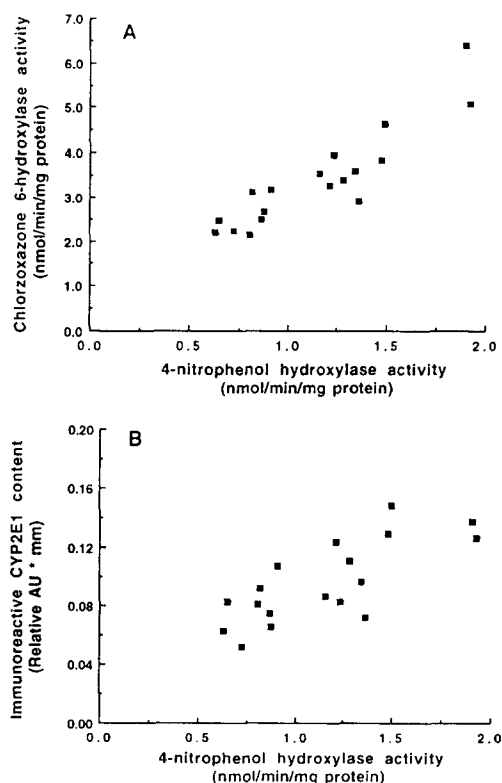 A
Chlorzoxazone 6-hydroxylase activity
(nmol/min/mg protein)
7.0
6.0
5.0
4.0
3.0
2.0
1.0
0.0
0.0
0.5
1.0
1.5
2.0
4-nitrophenol hydroxylase activity
(nmol/min/mg protein)
B
Immunoreactive CYP2E1 content
(Relative AU * mm)
0.20
0.16
0.12
0.08
0.04
0.00
0.0
0.5
1.0
1.5
2.0
4-nitrophenol hydroxylase activity
(nmol/min/mg protein)